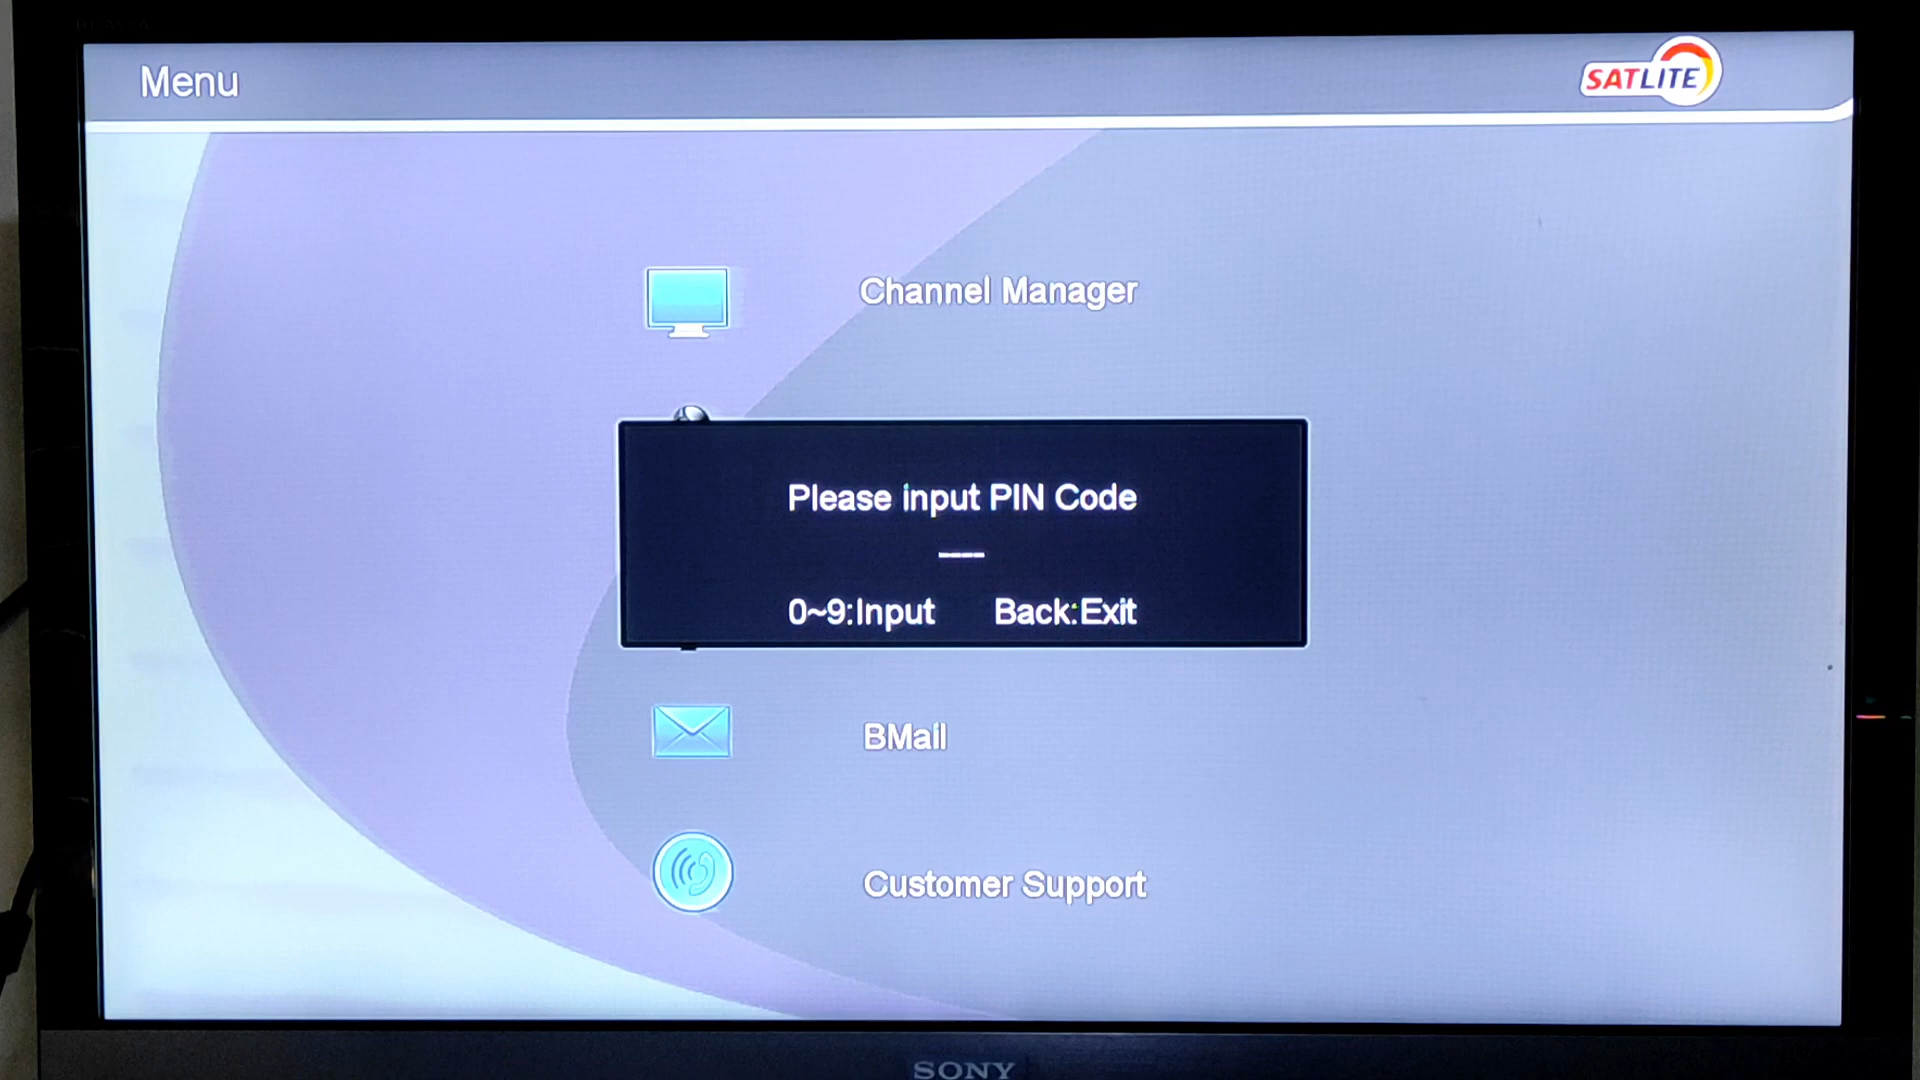 Menu
SATLITE
Channel Manager
Please input PIN Code
----
0~9:Input Back:Exit
BMail
Customer Support
SONY